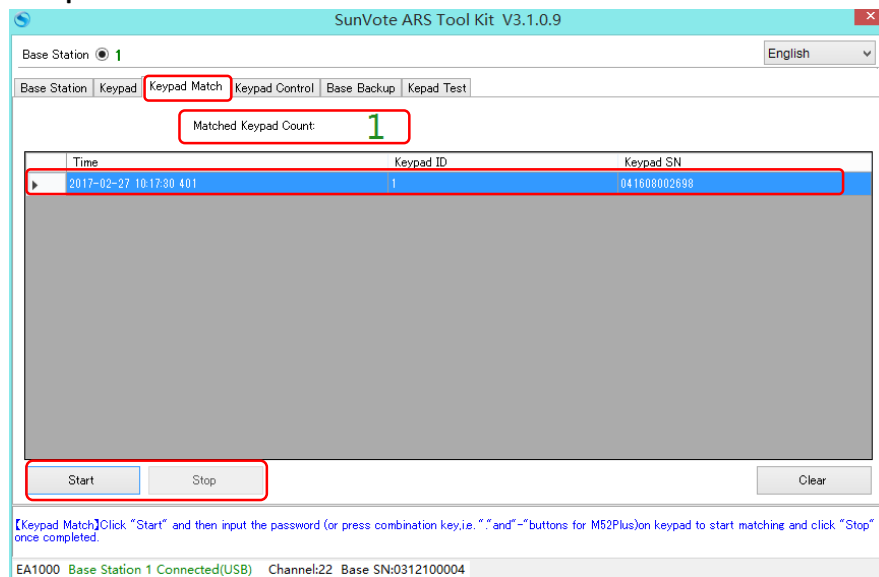 SunVote ARS Tool Kit V3.1.0.9
Base Station 1
English
Base Station Keypad Keypad Match Keypad Control Base Backup Kepad Test
Matched Keypad Count: 1
Time Keypad ID Keypad SN
2017-02-27 10:17:30 401 1 041608002698
Start Stop Clear
【Keypad Match】Click "Start" and then input the password (or press combination key,i.e. "."and"-"buttons for M52Plus)on keypad to start matching and click "Stop"
once completed.
EA1000 Base Station 1 Connected(USB) Channel:22 Base SN:0312100004